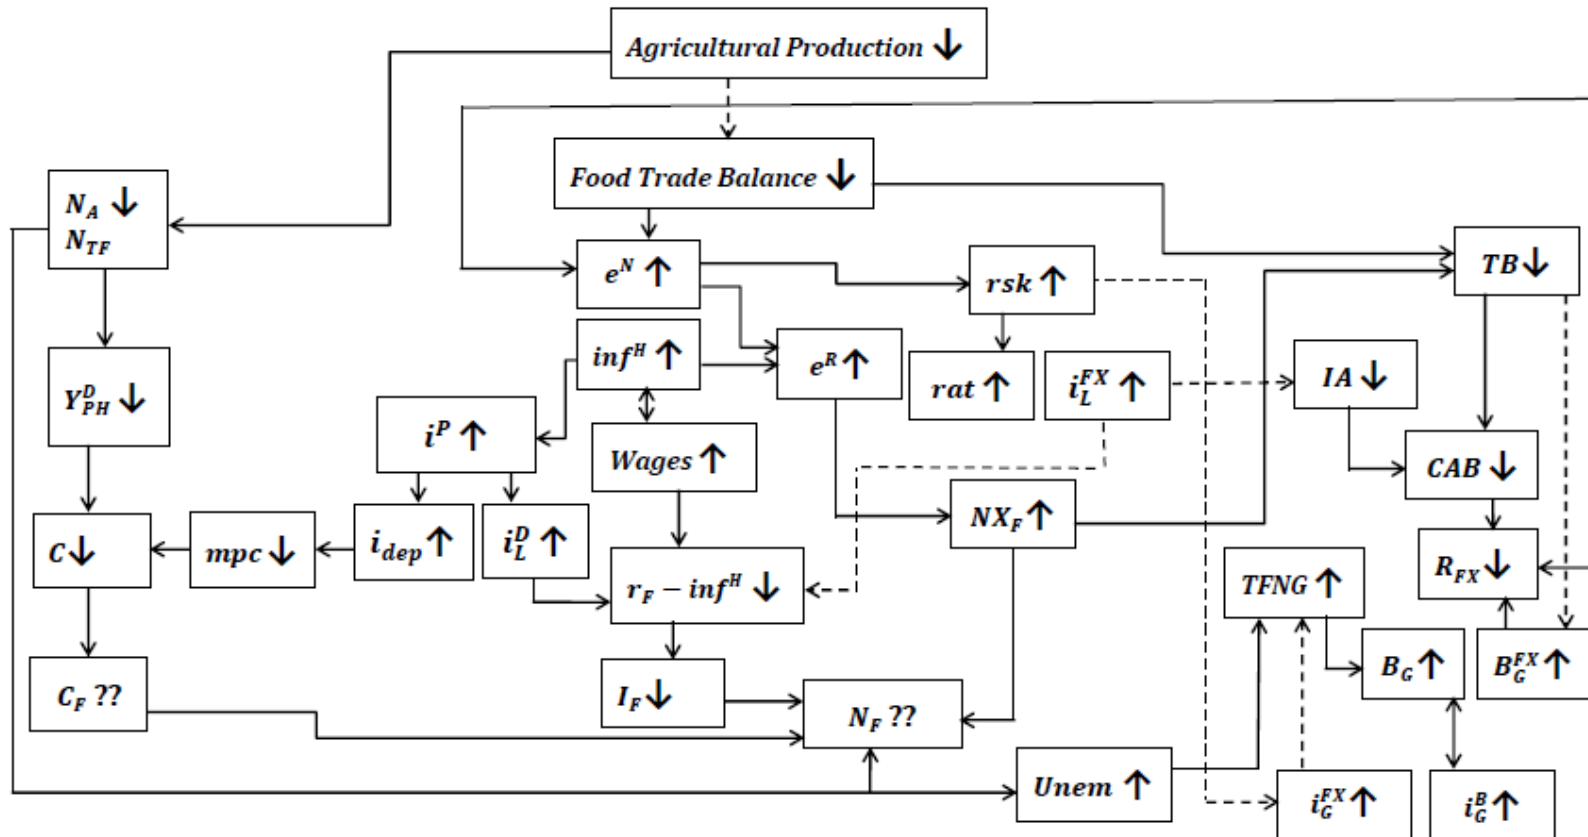 Agricultural Production ↓
Food Trade Balance ↓
N_A ↓
N_TF
e^N ↑
rsk ↑
TB ↓
inf^H ↑
e^R ↑
rat ↑
i_L^FX ↑
IA ↓
Y_PH^D ↓
i^P ↑
Wages ↑
CAB ↓
C ↓
mpc ↓
i_dep ↑
i_L^D ↑
NX_F ↑
r_F − inf^H ↓
TFNG ↑
R_FX ↓
C_F ??
I_F ↓
N_F ??
B_G ↑
B_G^FX ↑
Unem ↑
i_G^FX ↑
i_G^B ↑